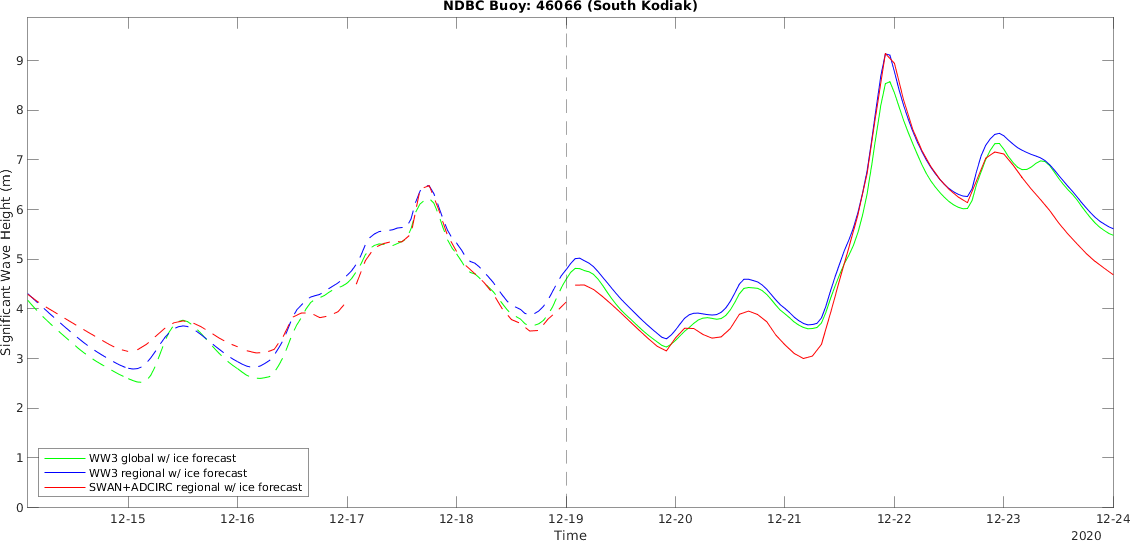 NDBC Buoy: 46066 (South Kodiak)
Significant Wave Height (m)
9
8
7
6
5
4
3
2
1
0
WW3 global w/ ice forecast
WW3 regional w/ ice forecast
SWAN+ADCIRC regional w/ ice forecast
12-15 12-16 12-17 12-18 12-19 12-20 12-21 12-22 12-23 12-24
Time
2020